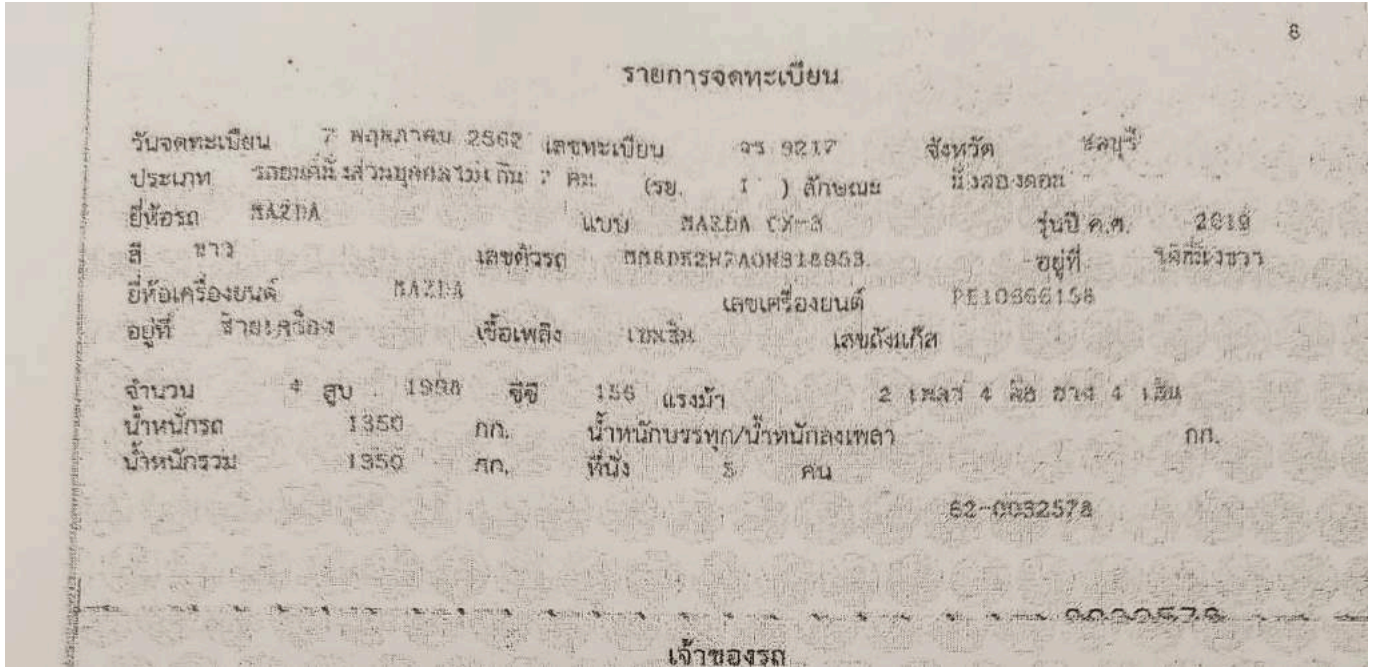 8
รายการจดทะเบียน
วันจดทะเบียน 7 พฤษภาคม 2562 เลขทะเบียน 9217 จังหวัด ชลบุรี
ประเภท รถยนต์นั่งส่วนบุคคลไม่เกิน 7 คน (รย. 1 ) ลักษณะ นั่งสองตอน
ยี่ห้อรถ MAZDA แบบ MAZDA CX-3 รุ่นปี ค.ศ. 2019
สี ขาว เลขตัวรถ อยู่ที่ ใต้ที่นั่งขวา
ยี่ห้อเครื่องยนต์ MAZDA เลขเครื่องยนต์ PE10866158
อยู่ที่ ซ้ายเครื่อง เชื้อเพลิง เบนซิน เลขถังแก๊ส
จำนวน 4 สูบ 1998 ซีซี 156 แรงม้า 2 เพลา 4 ล้อ ยาง 4 เส้น
น้ำหนักรถ 1350 กก. น้ำหนักบรรทุก/น้ำหนักลงเพลา กก.
น้ำหนักรวม 1350 กก. ที่นั่ง 5 คน
62-0032578
เจ้าของรถ